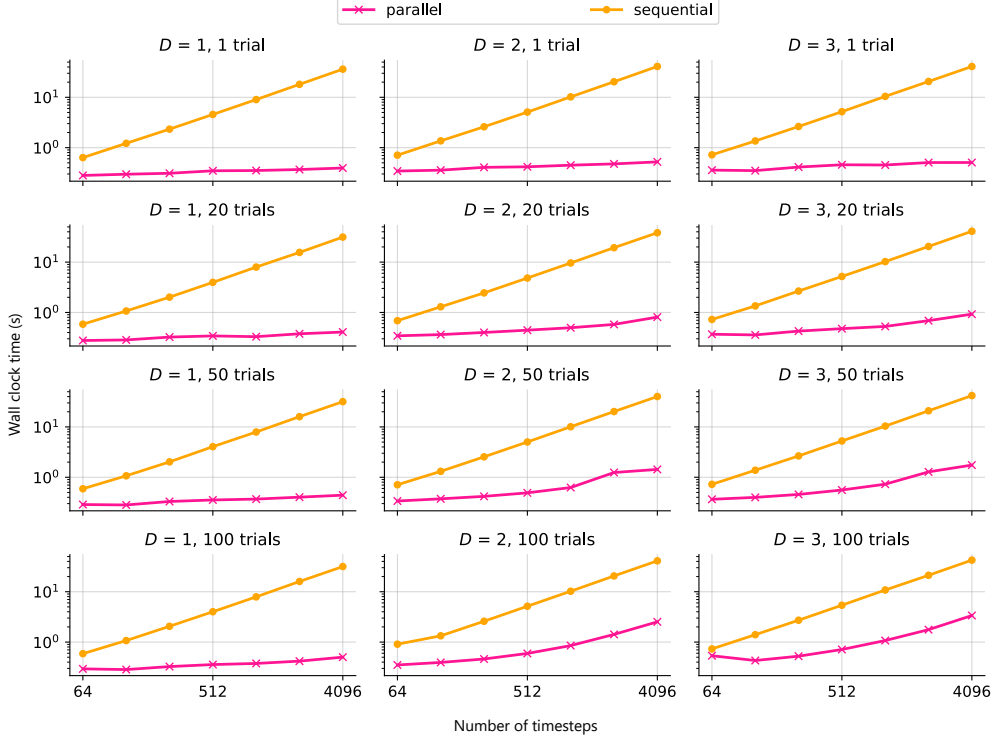 parallel sequential
D = 1, 1 trial D = 2, 1 trial D = 3, 1 trial
10¹
10⁰
D = 1, 20 trials D = 2, 20 trials D = 3, 20 trials
10¹
10⁰
Wall clock time (s)
D = 1, 50 trials D = 2, 50 trials D = 3, 50 trials
10¹
10⁰
D = 1, 100 trials D = 2, 100 trials D = 3, 100 trials
10¹
10⁰
64 512 4096 64 512 4096 64 512 4096
Number of timesteps